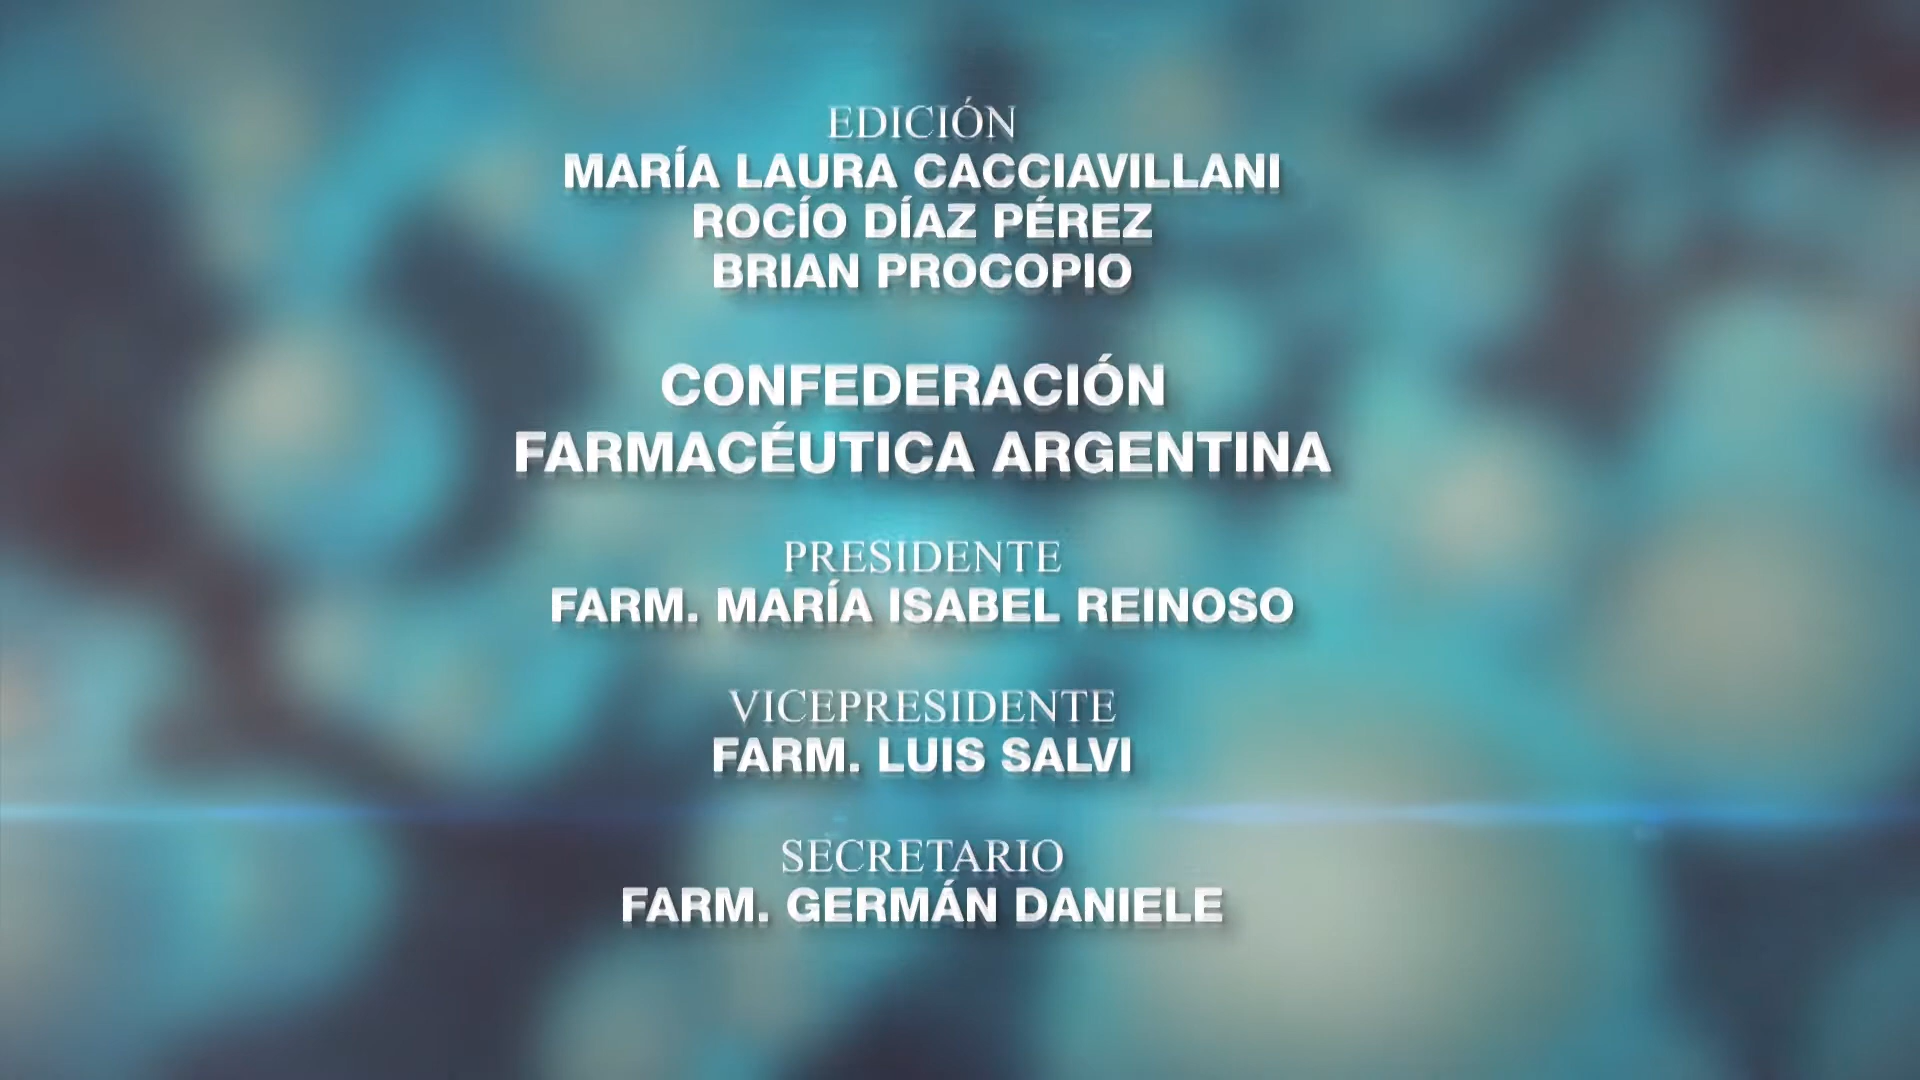 EDICIÓN
MARÍA LAURA CACCIAVILLANI
ROCÍO DÍAZ PÉREZ
BRIAN PROCOPIO
CONFEDERACIÓN
FARMACÉUTICA ARGENTINA
PRESIDENTE
FARM. MARÍA ISABEL REINOSO
VICEPRESIDENTE
FARM. LUIS SALVI
SECRETARIO
FARM. GERMÁN DANIELE